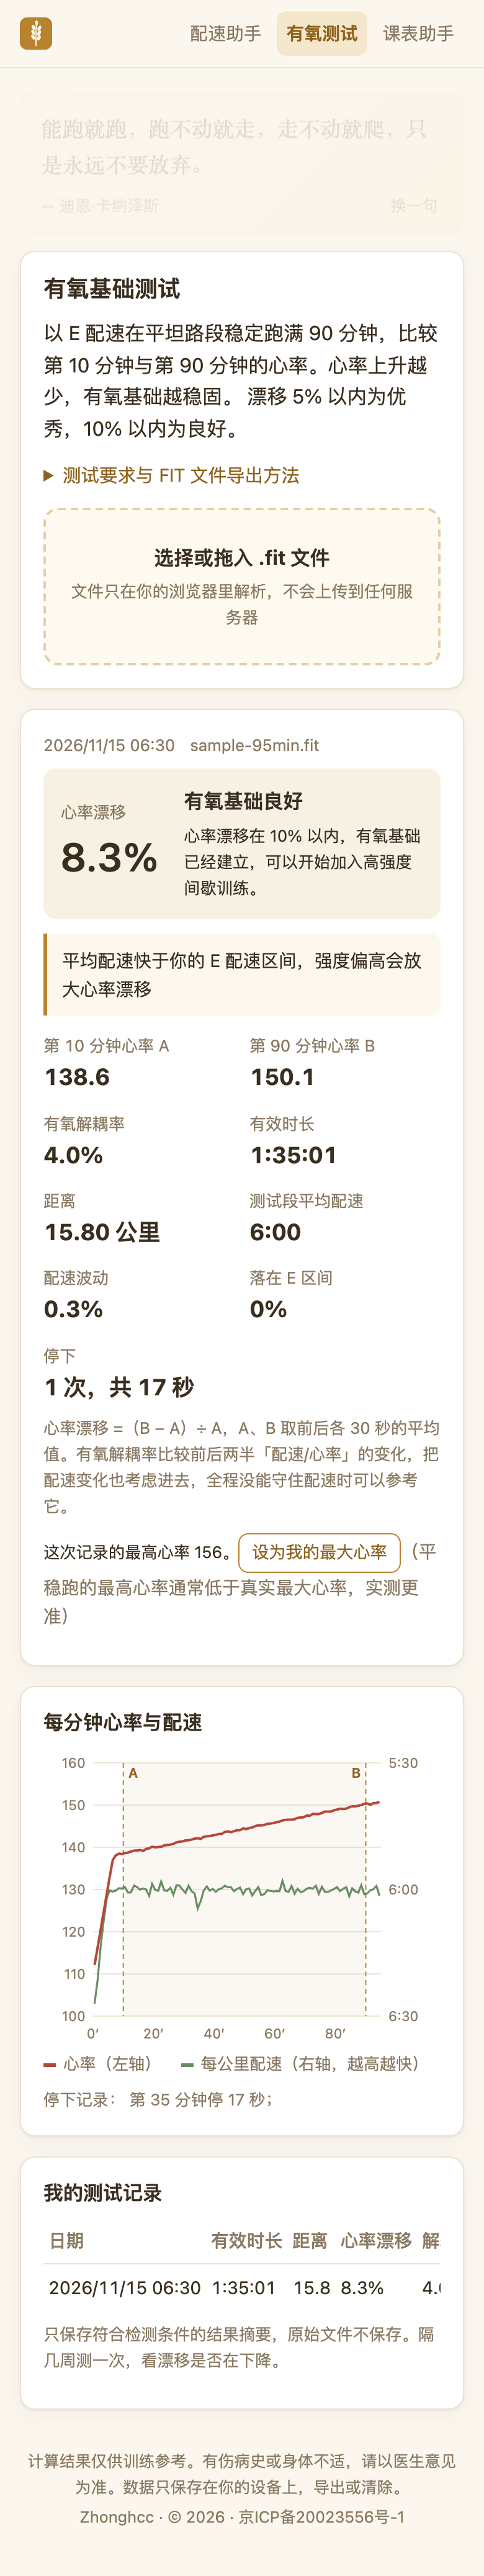 配速助手 有氧测试 课表助手
能跑就跑，跑不动就走，走不动就爬，只
是永远不要放弃。
— 迪恩·卡纳泽斯 换一句
有氧基础测试
以 E 配速在平坦路段稳定跑满 90 分钟，比较
第 10 分钟与第 90 分钟的心率。心率上升越
少，有氧基础越稳固。 漂移 5% 以内为优
秀，10% 以内为良好。
▶ 测试要求与 FIT 文件导出方法
选择或拖入 .fit 文件
文件只在你的浏览器里解析，不会上传到任何服
务器
2026/11/15 06:30 sample-95min.fit
心率漂移
8.3%
有氧基础良好
心率漂移在 10% 以内，有氧基础
已经建立，可以开始加入高强度
间歇训练。
平均配速快于你的 E 配速区间，强度偏高会放
大心率漂移
第 10 分钟心率 A 第 90 分钟心率 B
138.6 150.1
有氧解耦率 有效时长
4.0% 1:35:01
距离 测试段平均配速
15.80 公里 6:00
配速波动 落在 E 区间
0.3% 0%
停下
1 次，共 17 秒
心率漂移 =（B − A）÷ A，A、B 取前后各 30 秒的平均
值。有氧解耦率比较前后两半「配速/心率」的变化，把
配速变化也考虑进去，全程没能守住配速时可以参考
它。
这次记录的最高心率 156。 设为我的最大心率 （平
稳跑的最高心率通常低于真实最大心率，实测更
准）
每分钟心率与配速
160 5:30
A B
150
140
130 6:00
120
110
100 6:30
0′ 20′ 40′ 60′ 80′
心率（左轴） 每公里配速（右轴，越高越快）
停下记录： 第 35 分钟停 17 秒；
我的测试记录
日期 有效时长 距离 心率漂移 解
2026/11/15 06:30 1:35:01 15.8 8.3% 4.
只保存符合检测条件的结果摘要，原始文件不保存。隔
几周测一次，看漂移是否在下降。
计算结果仅供训练参考。有伤病史或身体不适，请以医生意见
为准。数据只保存在你的设备上，导出或清除。
Zhonghcc · © 2026 · 京ICP备20023556号-1